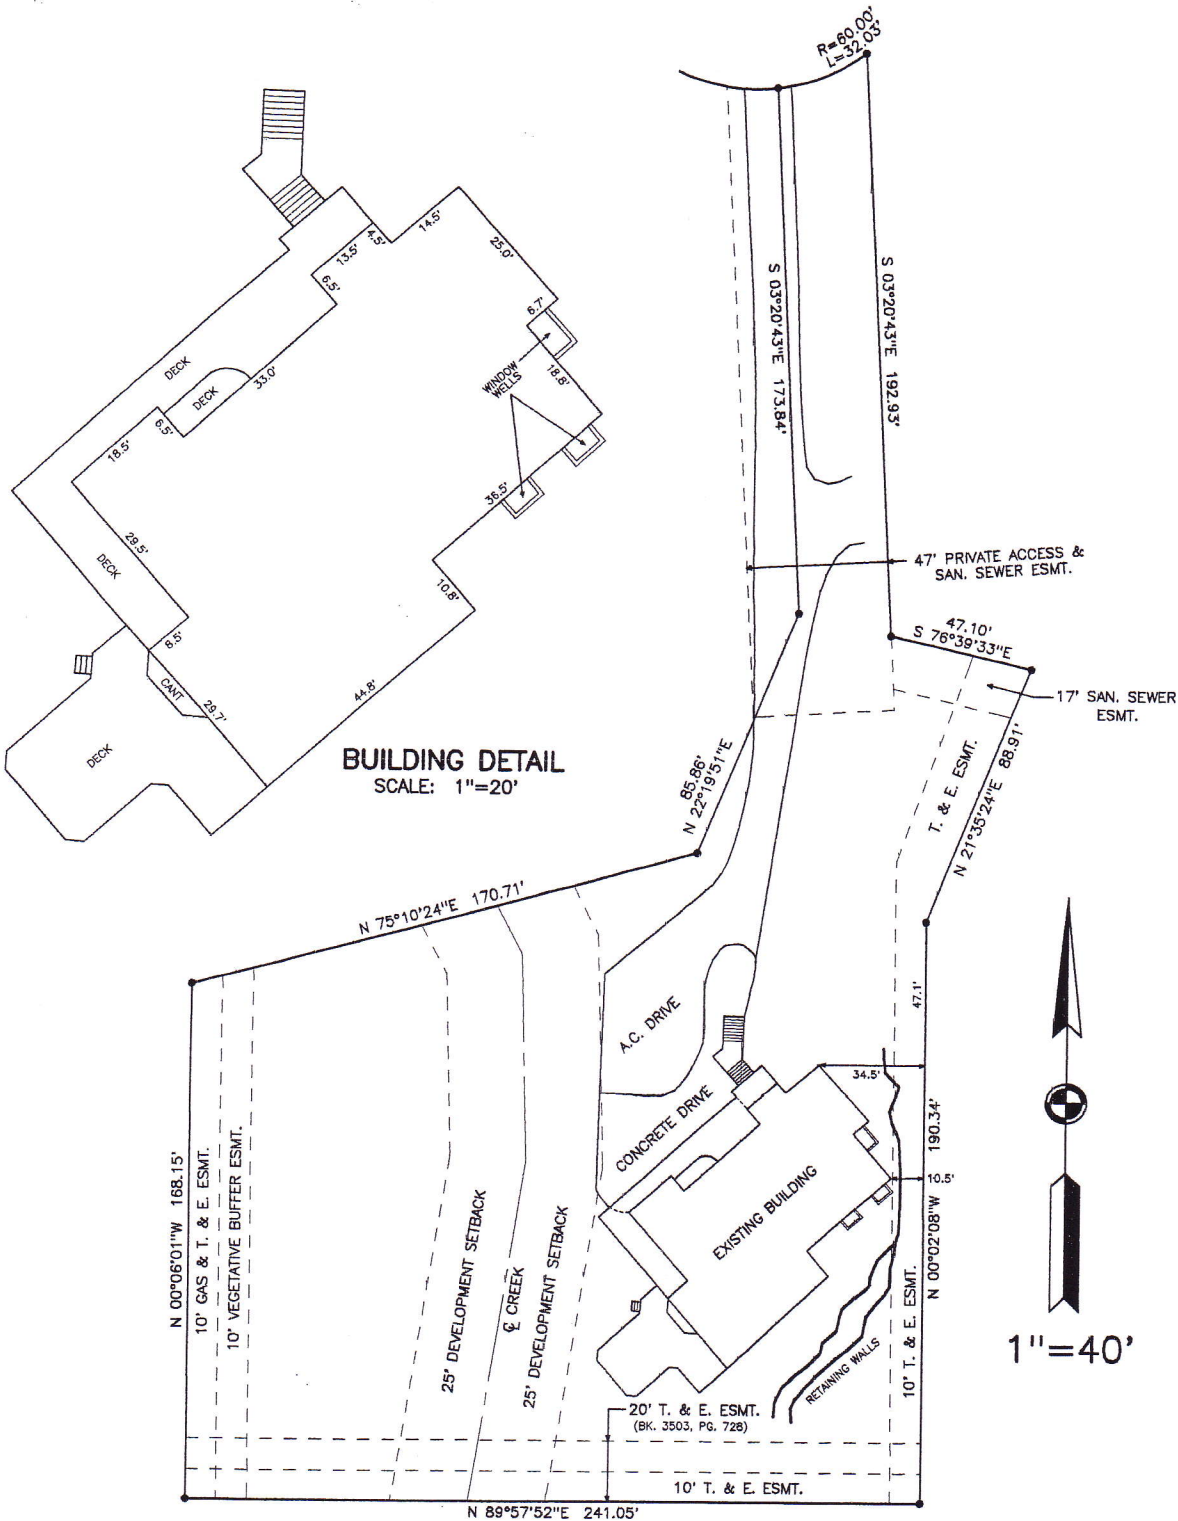 R=60.00'
L=32.03'
14.5'
25.0'
4.5'
13.5'
6.5'
6.7'
DECK
33.0'
DECK
6.5'
18.5'
WINDOW
WELLS
18.8'
36.5'
29.5'
DECK
10.8'
8.5'
CANT
29.7'
44.8'
DECK
BUILDING DETAIL
SCALE: 1"=20'
S 03°20'43"E 173.84'
S 03°20'43"E 192.93'
47' PRIVATE ACCESS &
SAN. SEWER ESMT.
47.10'
S 76°39'33"E
17' SAN. SEWER
ESMT.
T. & E. ESMT.
N 21°35'24"E 88.91'
85.86'
N 22°19'51"E
N 75°10'24"E 170.71'
A.C. DRIVE
47.1'
34.5'
CONCRETE DRIVE
190.34'
10.5'
EXISTING BUILDING
N 00°02'08"W
10' T. & E. ESMT.
N 00°06'01"W 168.15'
10' GAS & T. & E. ESMT.
10' VEGETATIVE BUFFER ESMT.
25' DEVELOPMENT SETBACK
℄ CREEK
25' DEVELOPMENT SETBACK
RETAINING WALLS
1"=40'
20' T. & E. ESMT.
(BK. 3503, PG. 728)
10' T. & E. ESMT.
N 89°57'52"E 241.05'